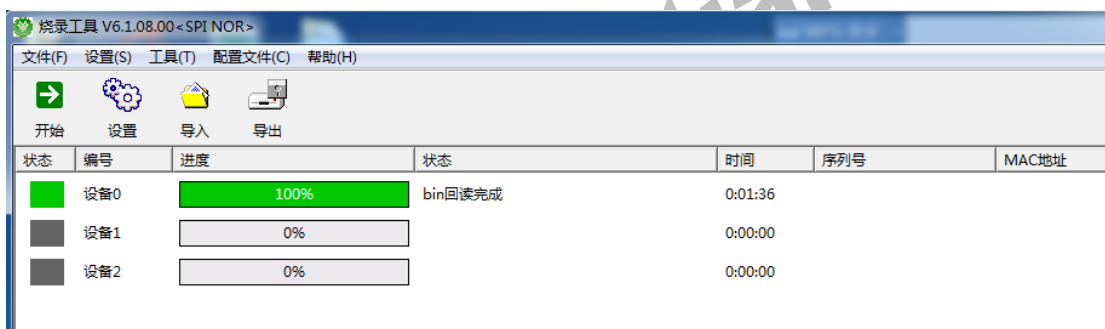 烧录工具 V6.1.08.00<SPI NOR>
文件(F) 设置(S) 工具(T) 配置文件(C) 帮助(H)
开始 设置 导入 导出
状态 编号 进度 状态 时间 序列号 MAC地址
设备0 100% bin回读完成 0:01:36
设备1 0% 0:00:00
设备2 0% 0:00:00